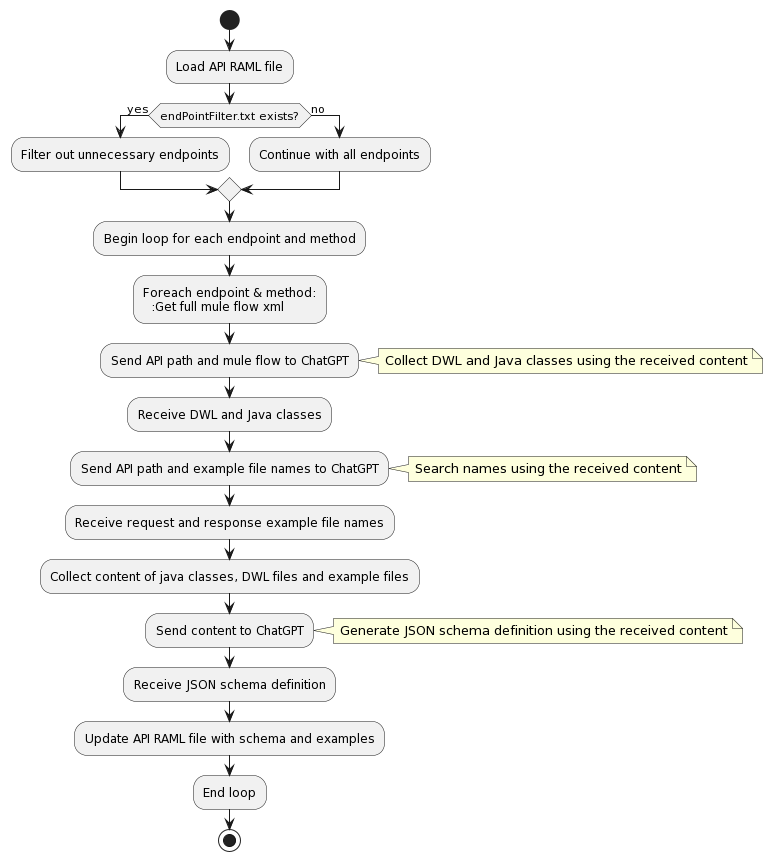 Load API RAML file
yes
endPointFilter.txt exists?
no
Filter out unnecessary endpoints
Continue with all endpoints
Begin loop for each endpoint and method
Foreach endpoint & method:
:Get full mule flow xml
Send API path and mule flow to ChatGPT
Collect DWL and Java classes using the received content
Receive DWL and Java classes
Send API path and example file names to ChatGPT
Search names using the received content
Receive request and response example file names
Collect content of java classes, DWL files and example files
Send content to ChatGPT
Generate JSON schema definition using the received content
Receive JSON schema definition
Update API RAML file with schema and examples
End loop